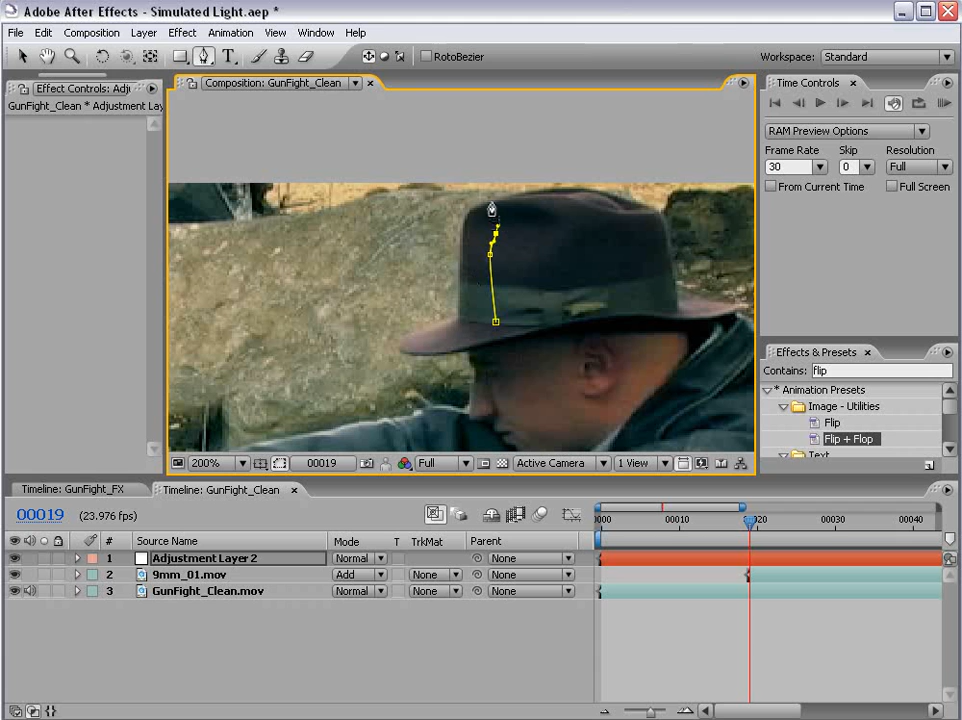 Adobe After Effects - Simulated Light.aep *
File Edit Composition Layer Effect Animation View Window Help
RotoBezier
Workspace: Standard
Effect Controls: Adju
GunFight_Clean * Adjustment Lay
Composition: GunFight_Clean
Time Controls
RAM Preview Options
Frame Rate Skip Resolution
30 0 Full
From Current Time Full Screen
Effects & Presets
Contains: flip
* Animation Presets
Image - Utilities
Flip
Flip + Flop
Text
200% 00019 Full Active Camera 1 View
Timeline: GunFight_FX Timeline: GunFight_Clean
00019 (23.976 fps)
0000 00010 00020 00030 00040
# Source Name Mode T TrkMat Parent
1 Adjustment Layer 2 Normal None
2 9mm_01.mov Add None None
3 GunFight_Clean.mov Normal None None